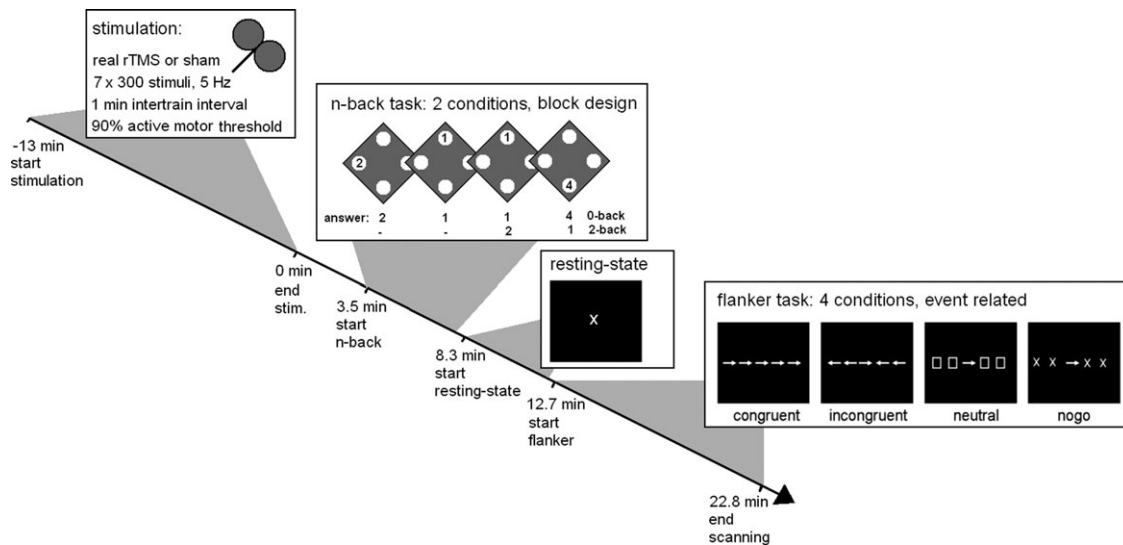 stimulation:
real rTMS or sham
7 x 300 stimuli, 5 Hz
1 min intertrain interval
90% active motor threshold
-13 min
start
stimulation
n-back task: 2 conditions, block design
2 1 1 4
answer: 2 1 1 4 0-back
- - 2 1 2-back
0 min
end
stim.
3.5 min
start
n-back
resting-state
x
8.3 min
start
resting-state
flanker task: 4 conditions, event related
x x x x
congruent incongruent neutral nogo
12.7 min
start
flanker
22.8 min
end
scanning